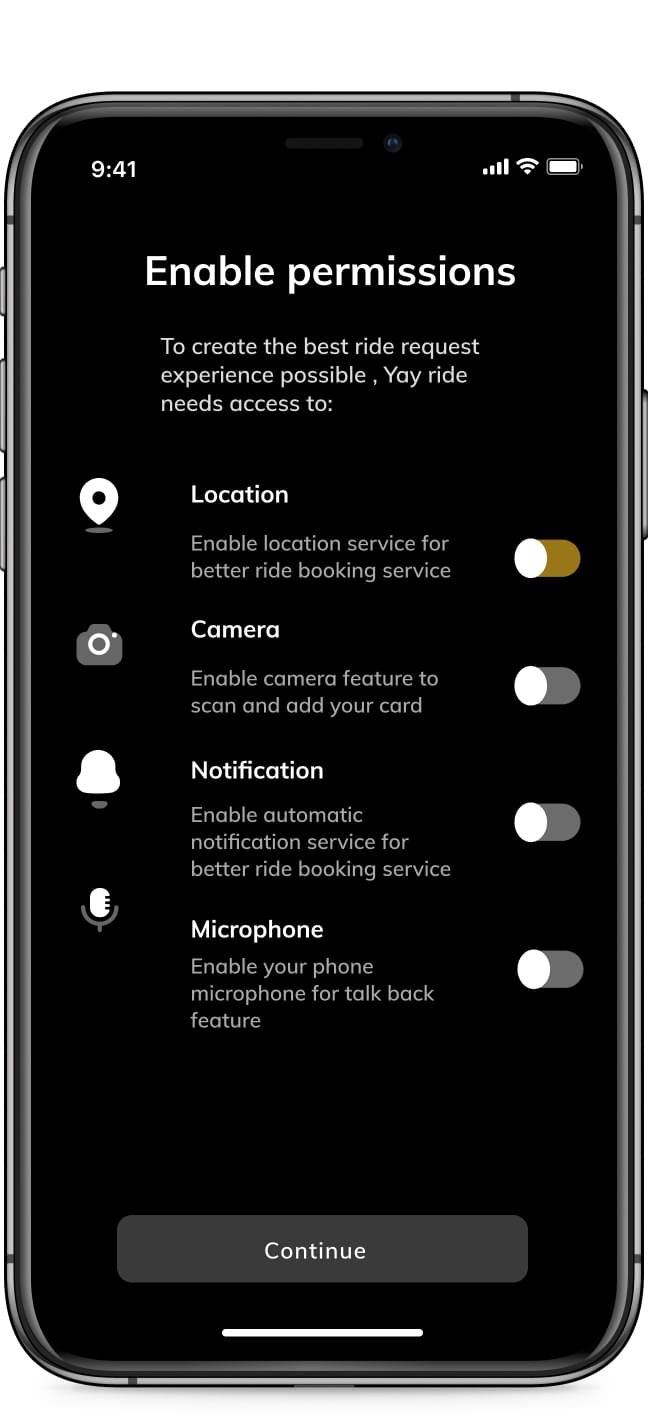 9:41
Enable permissions
To create the best ride request
experience possible , Yay ride
needs access to:
Location
Enable location service for
better ride booking service
Camera
Enable camera feature to
scan and add your card
Notification
Enable automatic
notification service for
better ride booking service
Microphone
Enable your phone
microphone for talk back
feature
Continue